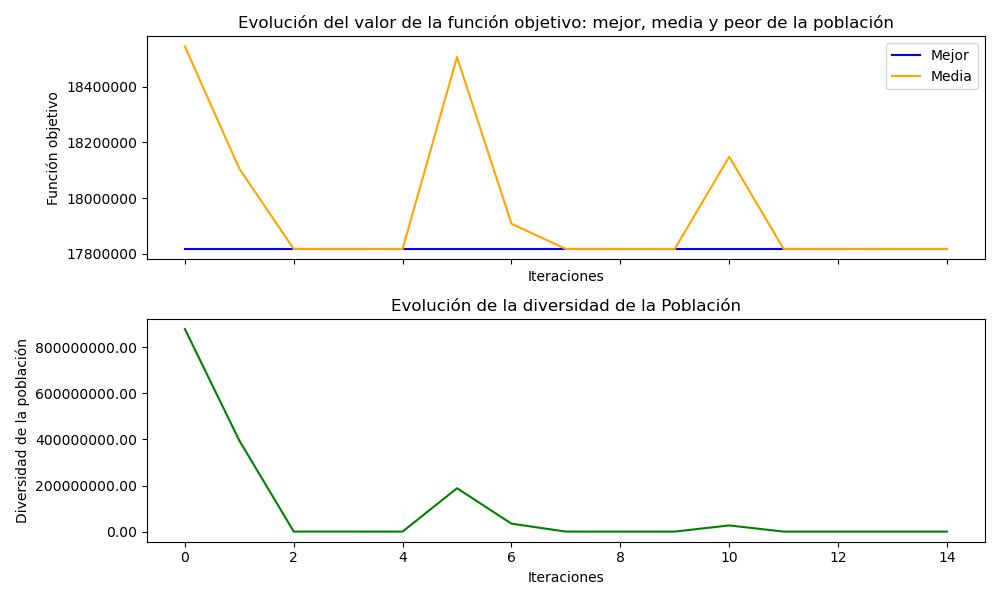 Evolución del valor de la función objetivo: mejor, media y peor de la población
Mejor
Media
Función objetivo
18400000
18200000
18000000
17800000
Iteraciones
Evolución de la diversidad de la Población
Diversidad de la población
800000000.00
600000000.00
400000000.00
200000000.00
0.00
0 2 4 6 8 10 12 14
Iteraciones